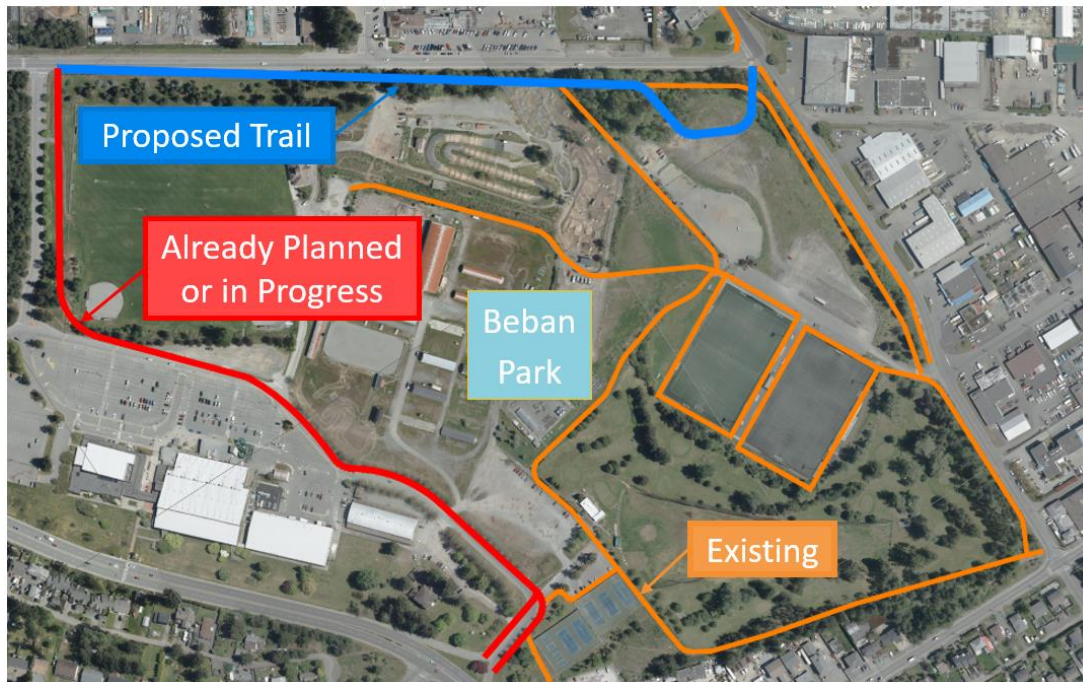 Proposed Trail
Already Planned
or in Progress
Beban
Park
Existing